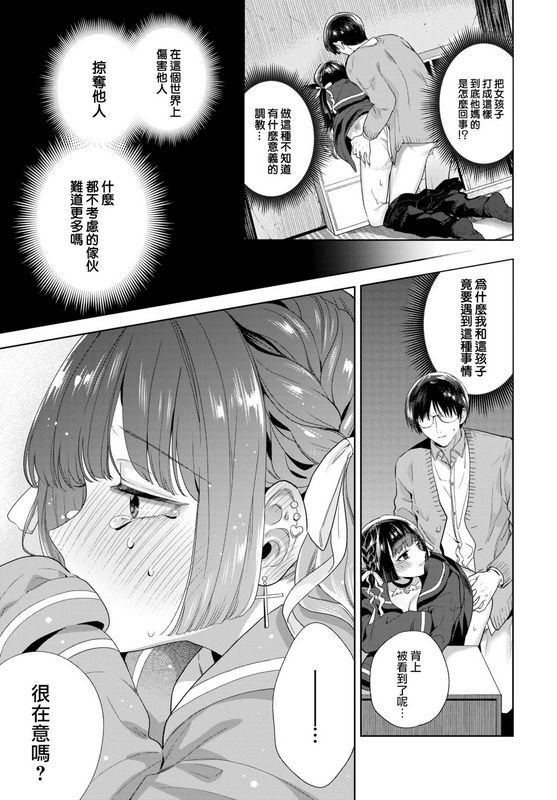 把女孩子
打成這樣
到底他媽的
是怎麼回事!?
做這種不知道
有什麼意義的
調教…
在這個世界上
傷害他人
掠奪他人
什麼
都不考慮的傢伙
難道更多嗎
為什麼我和這孩子
竟要遇到這種事情
背上
被看到了呢…
……
很在意嗎?